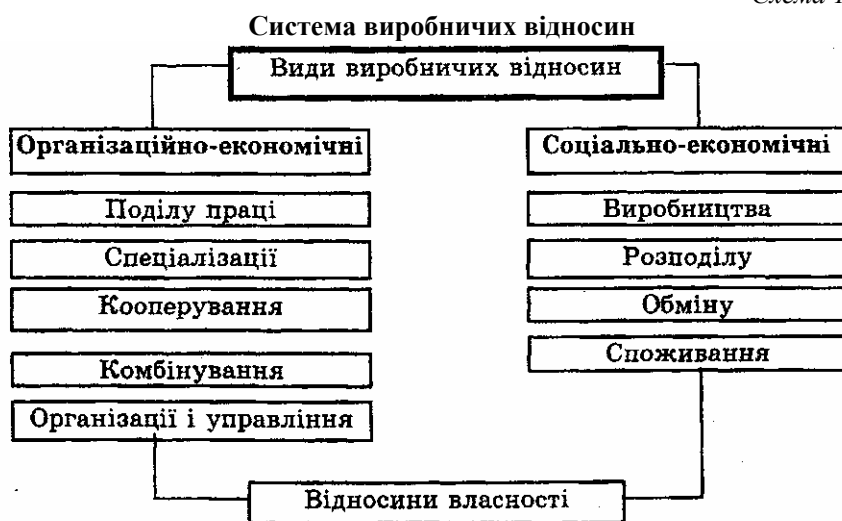 Схема 1
Система виробничих відносин
Види виробничих відносин
Організаційно-економічні
Поділу праці
Спеціалізації
Кооперування
Комбінування
Організації і управління
Соціально-економічні
Виробництва
Розподілу
Обміну
Споживання
Відносини власності